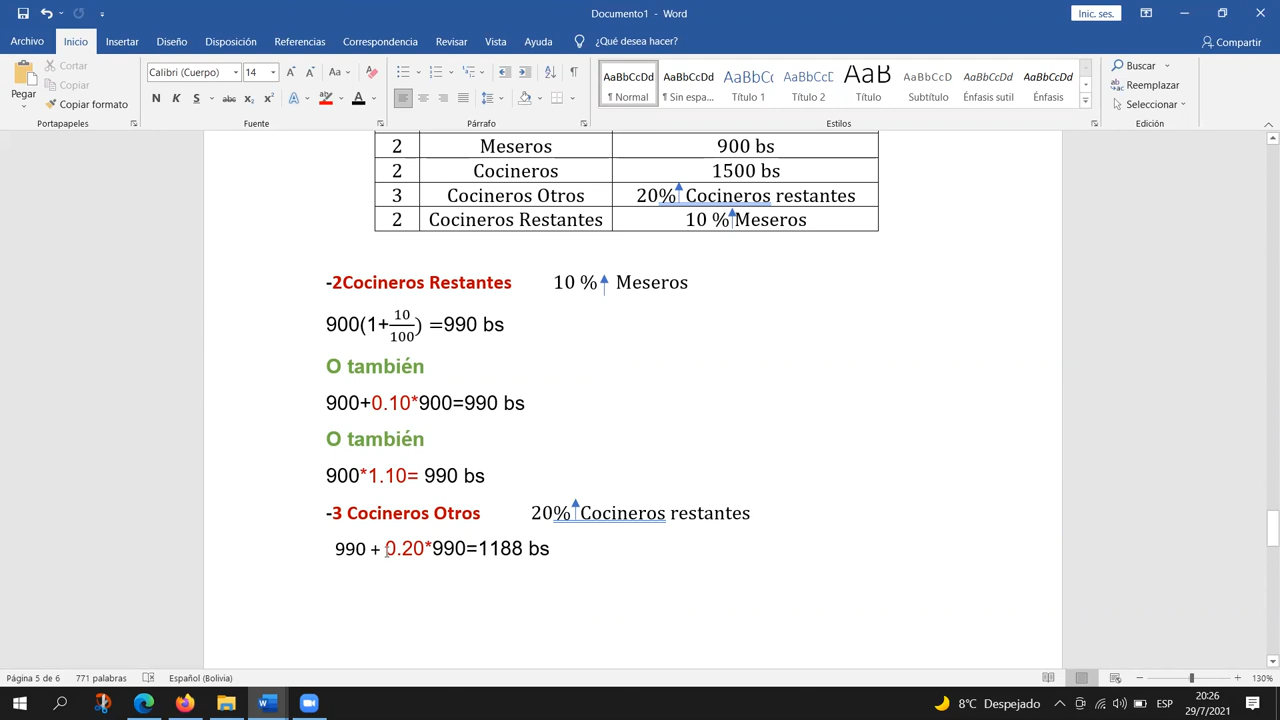 Documento1 - Word
Inic. ses.
Archivo Inicio Insertar Diseño Disposición Referencias Correspondencia Revisar Vista Ayuda ¿Qué desea hacer? Compartir
Pegar
Cortar
Copiar
Copiar formato
Portapapeles
Calibri (Cuerpo) 14
N K S abc x₂ x²
Fuente
Párrafo
AaBbCcDd AaBbCcDd AaBbCc AaBbCcD AaB AaBbCcD AaBbCcDd AaBbCcDd
¶ Normal ¶ Sin espa... Título 1 Título 2 Título Subtítulo Énfasis sutil Énfasis
Estilos
Buscar
Reemplazar
Seleccionar
Edición
2 Meseros 900 bs
2 Cocineros 1500 bs
3 Cocineros Otros 20% Cocineros restantes
2 Cocineros Restantes 10 % Meseros
-2Cocineros Restantes 10 % Meseros
900(1+10/100) =990 bs
O también
900+0.10*900=990 bs
O también
900*1.10= 990 bs
-3 Cocineros Otros 20% Cocineros restantes
990 + 0.20*990=1188 bs
Página 5 de 6 771 palabras Español (Bolivia) 130%
8°C Despejado ESP 20:26
29/7/2021